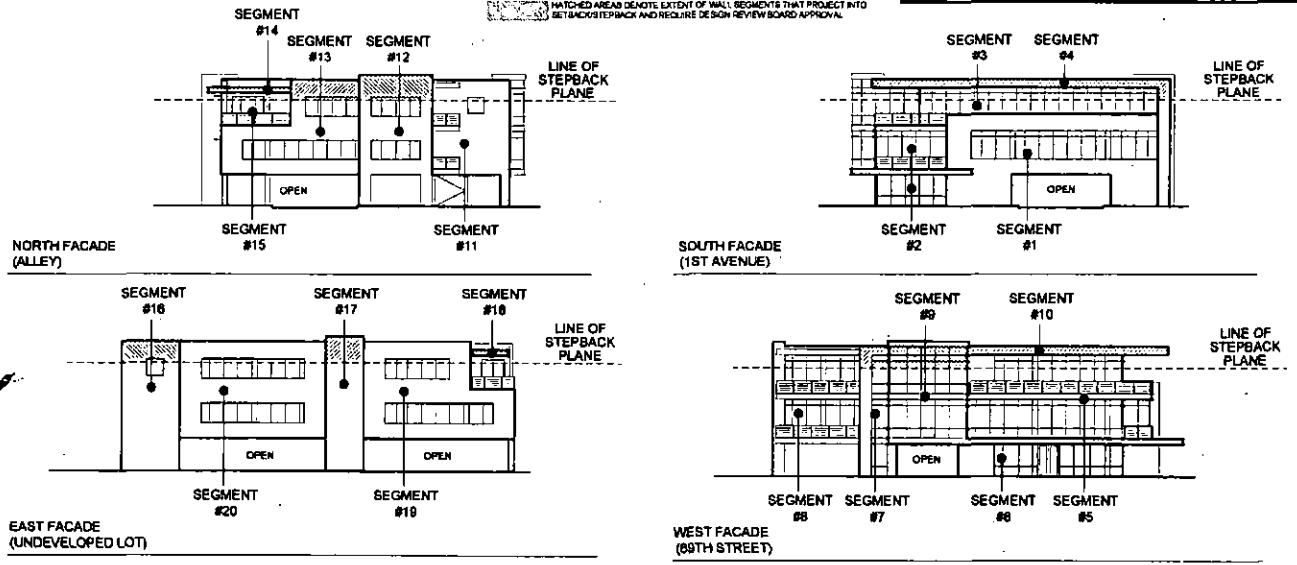 HATCHED AREAS DENOTE EXTENT OF WALL SEGMENTS THAT PROJECT INTO
SETBACK/STEPBACK AND REQUIRE DESIGN REVIEW BOARD APPROVAL
SEGMENT
#14
SEGMENT
#13
SEGMENT
#12
LINE OF
STEPBACK
PLANE
OPEN
SEGMENT
#15
SEGMENT
#11
NORTH FACADE
(ALLEY)
SEGMENT
#3
SEGMENT
#4
LINE OF
STEPBACK
PLANE
OPEN
SEGMENT
#2
SEGMENT
#1
SOUTH FACADE
(1ST AVENUE)
SEGMENT
#16
SEGMENT
#17
SEGMENT
#18
LINE OF
STEPBACK
PLANE
OPEN
OPEN
SEGMENT
#20
SEGMENT
#19
EAST FACADE
(UNDEVELOPED LOT)
SEGMENT
#9
SEGMENT
#10
LINE OF
STEPBACK
PLANE
OPEN
SEGMENT
#8
SEGMENT
#7
SEGMENT
#6
SEGMENT
#5
WEST FACADE
(69TH STREET)